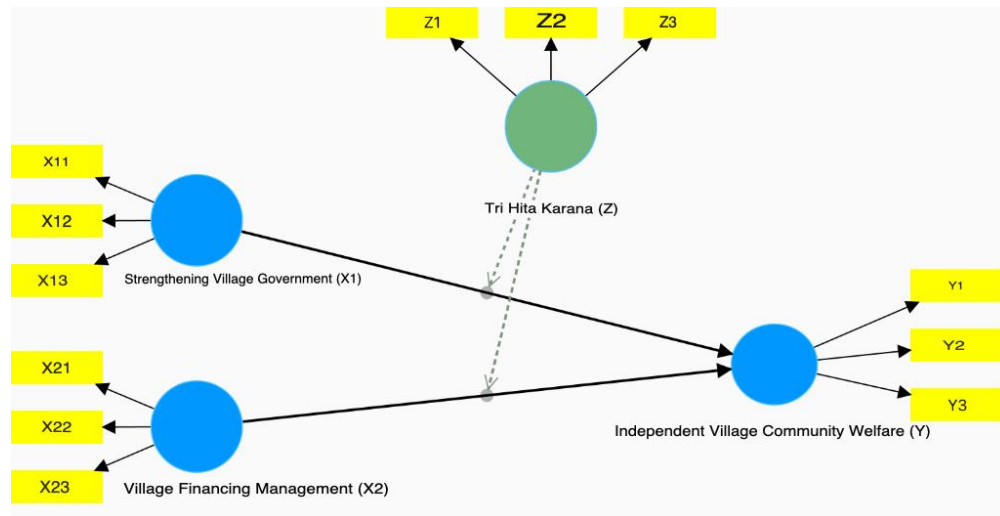 Z1
Z2
Z3
Tri Hita Karana (Z)
X11
X12
X13
Strengthening Village Government (X1)
X21
X22
X23
Village Financing Management (X2)
Y1
Y2
Y3
Independent Village Community Welfare (Y)